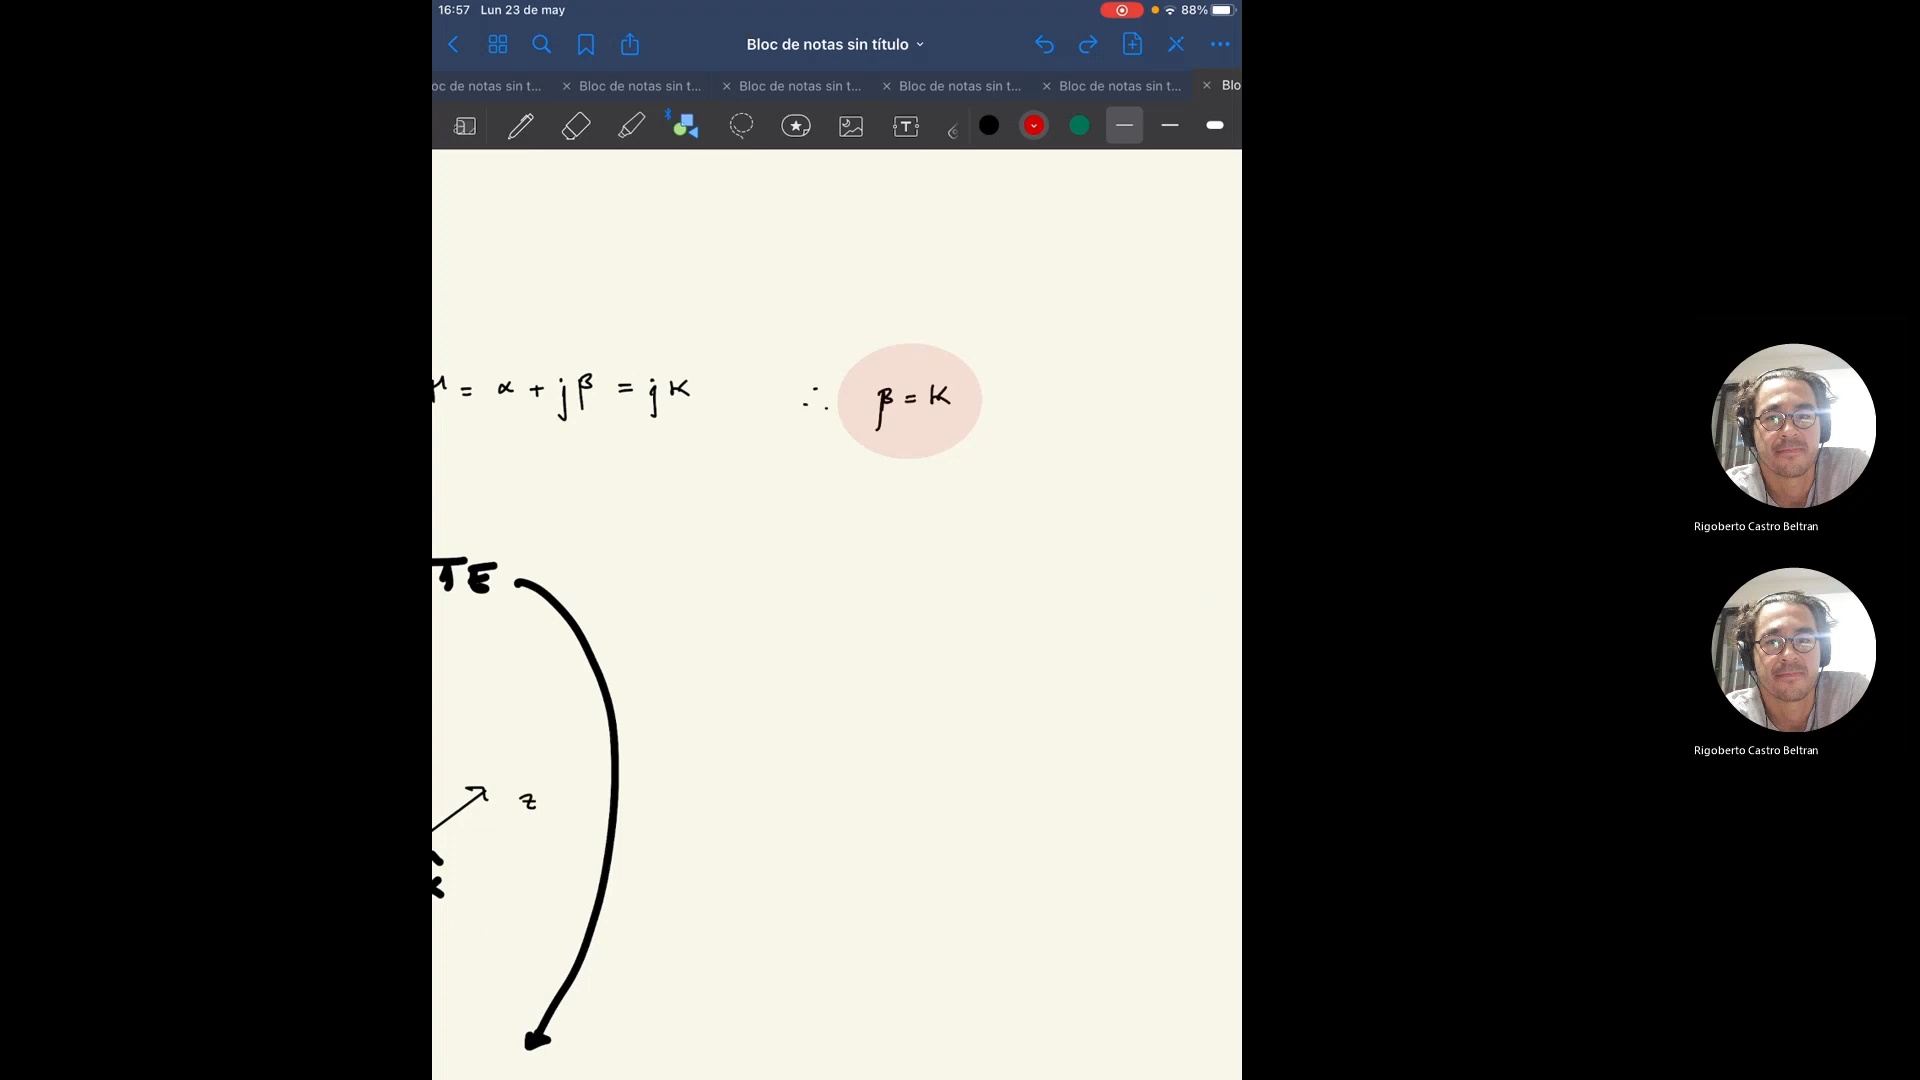 16:57 Lun 23 de may 88%
Bloc de notas sin título
oc de notas sin t... Bloc de notas sin t... Bloc de notas sin t... Bloc de notas sin t... Bloc de notas sin t... Blo
T
μ = α + jβ = jK ∴ β = K
TE
z
Rigoberto Castro Beltran
Rigoberto Castro Beltran